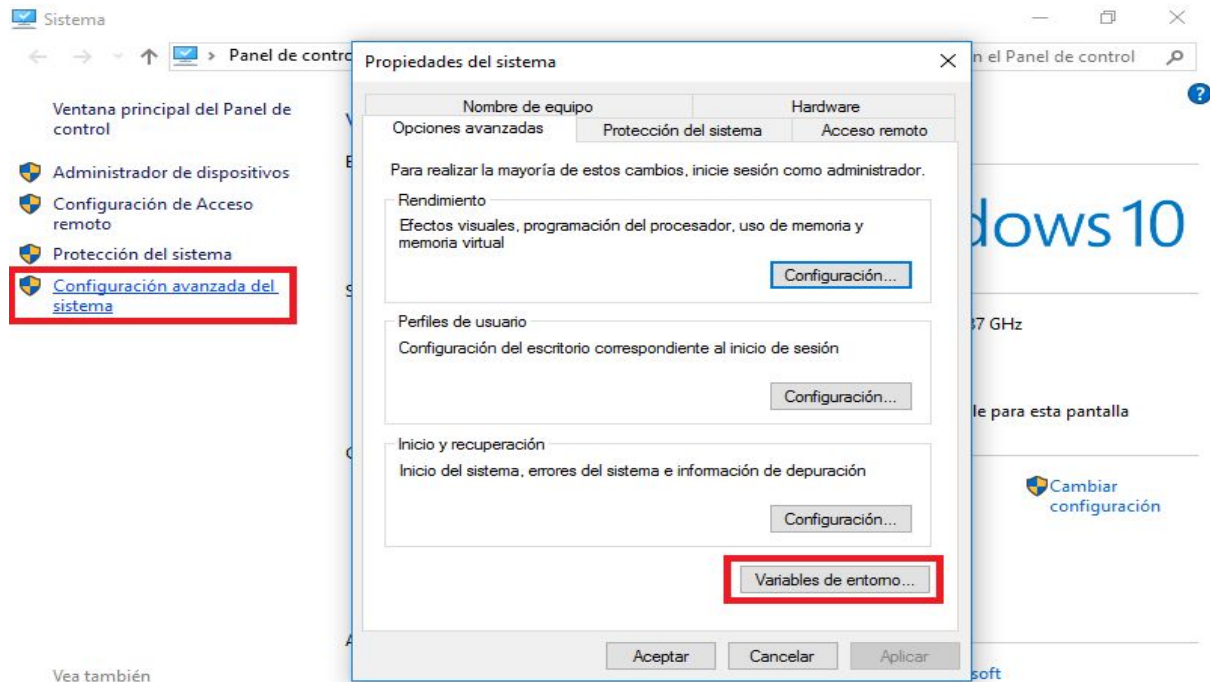 Sistema
Panel de contro
n el Panel de control
Ventana principal del Panel de
control
Administrador de dispositivos
Configuración de Acceso
remoto
Protección del sistema
Configuración avanzada del
sistema
Vea también
Propiedades del sistema
Nombre de equipo
Hardware
Opciones avanzadas
Protección del sistema
Acceso remoto
Para realizar la mayoría de estos cambios, inicie sesión como administrador.
Rendimiento
Efectos visuales, programación del procesador, uso de memoria y
memoria virtual
Configuración...
Perfiles de usuario
Configuración del escritorio correspondiente al inicio de sesión
Configuración...
Inicio y recuperación
Inicio del sistema, errores del sistema e información de depuración
Configuración...
Variables de entorno...
Aceptar
Cancelar
Aplicar
dows 10
37 GHz
le para esta pantalla
Cambiar
configuración
soft